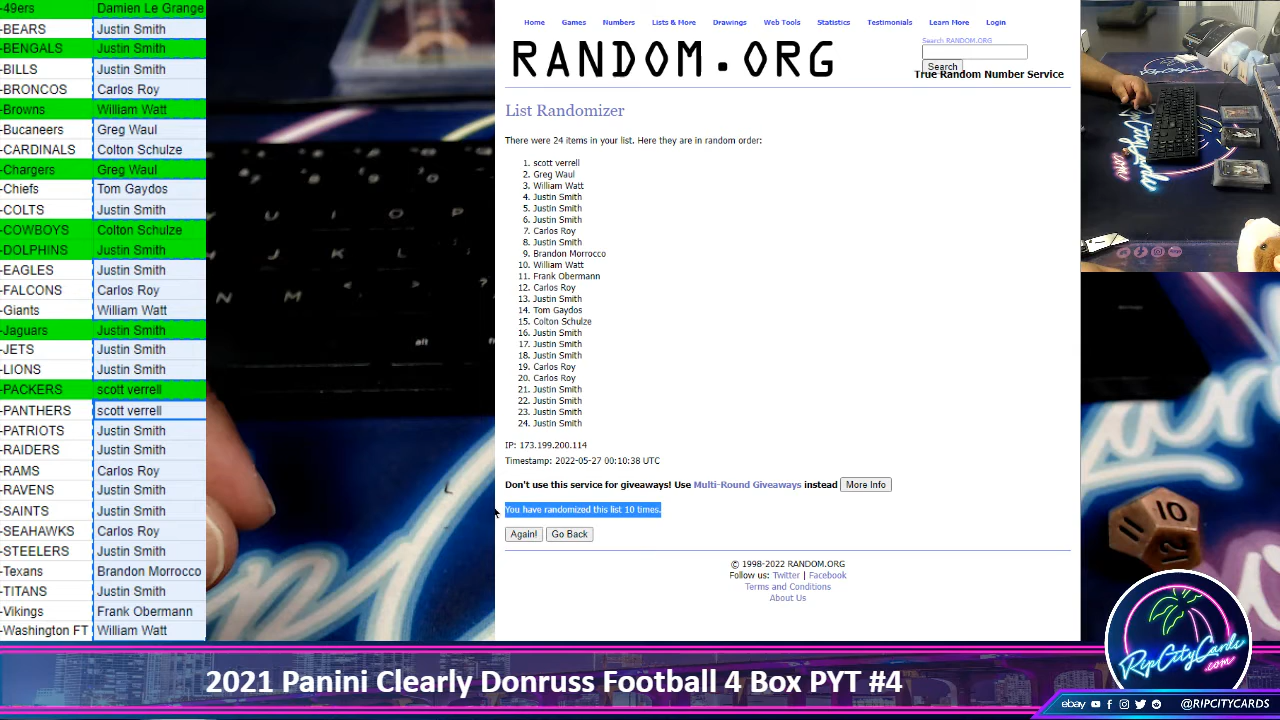 -49ers Damien Le Grange
-BEARS Justin Smith
-BENGALS Justin Smith
-BILLS Justin Smith
-BRONCOS Carlos Roy
-Browns William Watt
-Bucaneers Greg Waul
-CARDINALS Colton Schulze
-Chargers Greg Waul
-Chiefs Tom Gaydos
-COLTS Justin Smith
-COWBOYS Colton Schulze
-DOLPHINS Justin Smith
-EAGLES Justin Smith
-FALCONS Carlos Roy
-Giants William Watt
-Jaguars Justin Smith
-JETS Justin Smith
-LIONS Justin Smith
-PACKERS scott verrell
-PANTHERS scott verrell
-PATRIOTS Justin Smith
-RAIDERS Justin Smith
-RAMS Carlos Roy
-RAVENS Justin Smith
-SAINTS Justin Smith
-SEAHAWKS Carlos Roy
-STEELERS Justin Smith
-Texans Brandon Morrocco
-TITANS Justin Smith
-Vikings Frank Obermann
-Washington FT William Watt
Home Games Numbers Lists & More Drawings Web Tools Statistics Testimonials Learn More Login
RANDOM.ORG
Search RANDOM.ORG
Search
True Random Number Service
List Randomizer
There were 24 items in your list. Here they are in random order:
1. scott verrell
2. Greg Waul
3. William Watt
4. Justin Smith
5. Justin Smith
6. Justin Smith
7. Carlos Roy
8. Justin Smith
9. Brandon Morrocco
10. William Watt
11. Frank Obermann
12. Carlos Roy
13. Justin Smith
14. Tom Gaydos
15. Colton Schulze
16. Justin Smith
17. Justin Smith
18. Justin Smith
19. Carlos Roy
20. Carlos Roy
21. Justin Smith
22. Justin Smith
23. Justin Smith
24. Justin Smith
IP: 173.199.200.114
Timestamp: 2022-05-27 00:10:38 UTC
Don't use this service for giveaways! Use Multi-Round Giveaways instead More Info
You have randomized this list 10 times.
Again! Go Back
© 1998-2022 RANDOM.ORG
Follow us: Twitter | Facebook
Terms and Conditions
About Us
U I O P
J K L
N M
alt
11 10 12
RipCityCards
.com
2021 Panini Clearly Donruss Football 4 Box PYT #4
ebay @RIPCITYCARDS